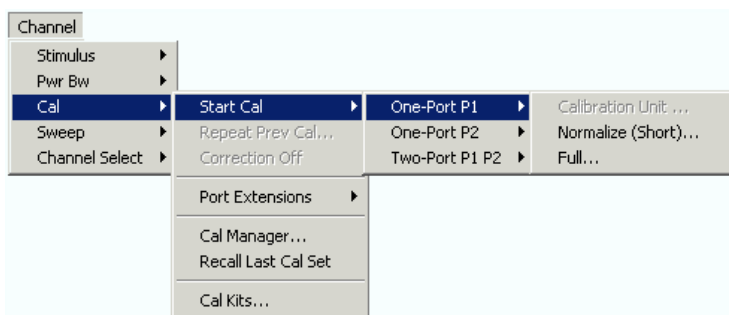 Channel
Stimulus
Pwr Bw
Cal
Sweep
Channel Select
Start Cal
Repeat Prev Cal...
Correction Off
Port Extensions
Cal Manager...
Recall Last Cal Set
Cal Kits...
One-Port P1
One-Port P2
Two-Port P1 P2
Calibration Unit ...
Normalize (Short)...
Full...